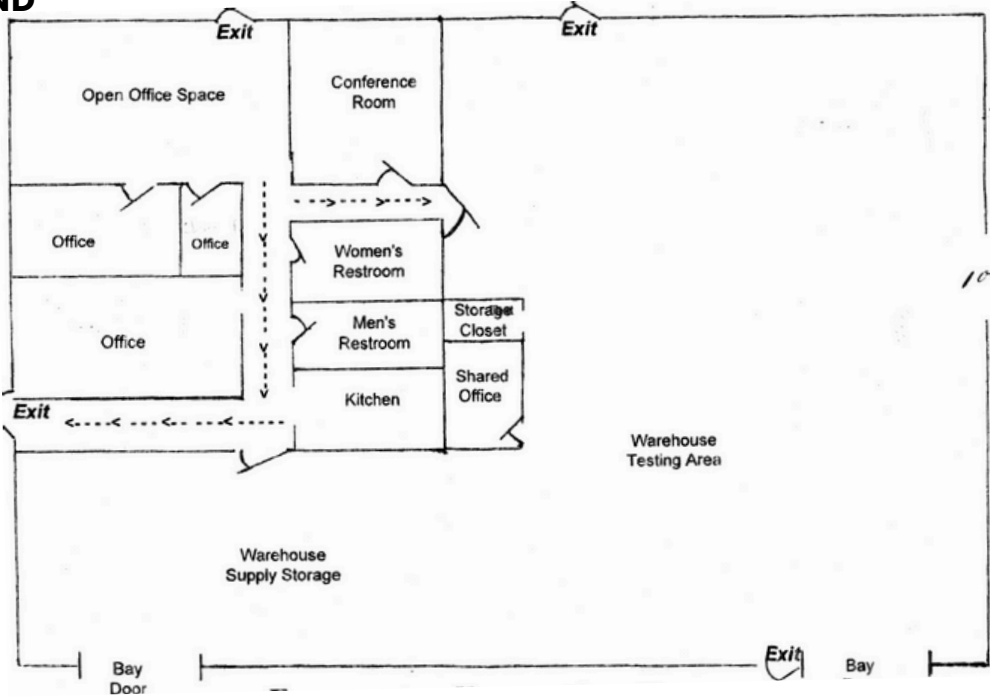 ND
Exit
Exit
Open Office Space
Conference
Room
Office
Office
Women's
Restroom
Office
Men's
Restroom
Storage
Closet
Kitchen
Shared
Office
Exit
Warehouse
Testing Area
Warehouse
Supply Storage
Bay
Door
Exit
Bay